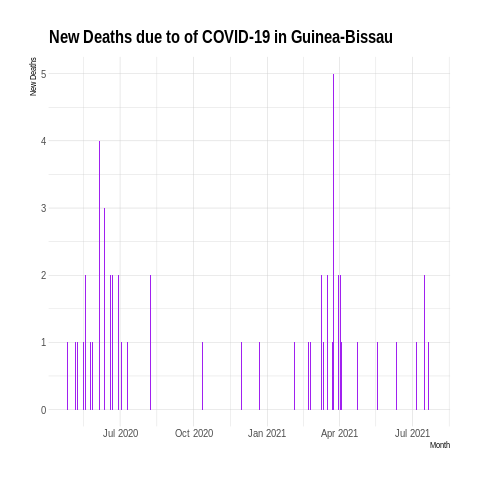 New Deaths due to of COVID-19 in Guinea-Bissau
New Deaths
5
4
3
2
1
0
Jul 2020 Oct 2020 Jan 2021 Apr 2021 Jul 2021
Month